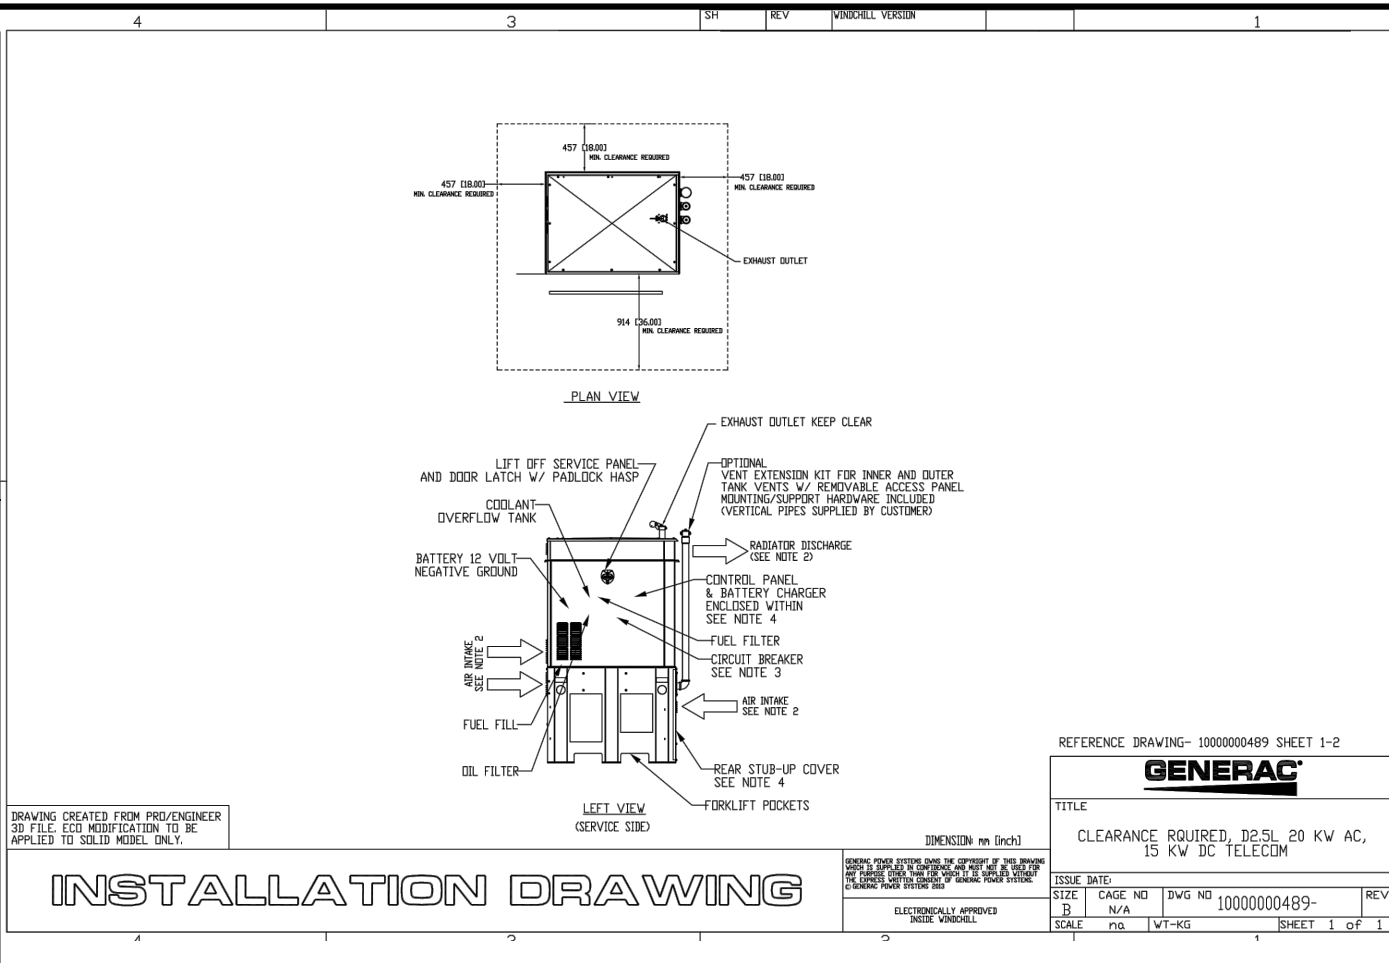 4
3
SH
REV
WINDCHILL VERSION
1
457 [18.00]
MIN. CLEARANCE REQUIRED
457 [18.00]
MIN. CLEARANCE REQUIRED
457 [18.00]
MIN. CLEARANCE REQUIRED
EXHAUST OUTLET
914 [36.00]
MIN. CLEARANCE REQUIRED
PLAN VIEW
EXHAUST OUTLET KEEP CLEAR
LIFT OFF SERVICE PANEL
AND DOOR LATCH W/ PADLOCK HASP
OPTIONAL
VENT EXTENSION KIT FOR INNER AND OUTER
TANK VENTS W/ REMOVABLE ACCESS PANEL
MOUNTING/SUPPORT HARDWARE INCLUDED
(VERTICAL PIPES SUPPLIED BY CUSTOMER)
COOLANT
OVERFLOW TANK
RADIATOR DISCHARGE
(SEE NOTE 2)
BATTERY 12 VOLT
NEGATIVE GROUND
CONTROL PANEL
& BATTERY CHARGER
ENCLOSED WITHIN
SEE NOTE 4
FUEL FILTER
CIRCUIT BREAKER
SEE NOTE 3
AIR INTAKE
SEE NOTE 2
AIR INTAKE
SEE NOTE 2
FUEL FILL
OIL FILTER
REAR STUB-UP COVER
SEE NOTE 4
FORKLIFT POCKETS
LEFT VIEW
(SERVICE SIDE)
REFERENCE DRAWING- 10000000489 SHEET 1-2
GENERAC
TITLE
CLEARANCE RQUIRED, D2.5L 20 KW AC,
15 KW DC TELECOM
DRAWING CREATED FROM PRO/ENGINEER
3D FILE. ECO MODIFICATION TO BE
APPLIED TO SOLID MODEL ONLY.
DIMENSION: mm [inch]
INSTALLATION DRAWING
GENERAC POWER SYSTEMS OWNS THE COPYRIGHT OF THIS DRAWING
WHICH IS SUPPLIED IN CONFIDENCE AND MUST NOT BE USED FOR
ANY PURPOSE OTHER THAN FOR WHICH IT IS SUPPLIED WITHOUT
THE EXPRESS WRITTEN CONSENT OF GENERAC POWER SYSTEMS.
© GENERAC POWER SYSTEMS 2013
ELECTRONICALLY APPROVED
INSIDE WINDCHILL
ISSUE DATE:
SIZE
B
CAGE NO
N/A
DWG NO
10000000489-
REV
SCALE
na
WT-KG
SHEET 1 of 1
4
3
2
1